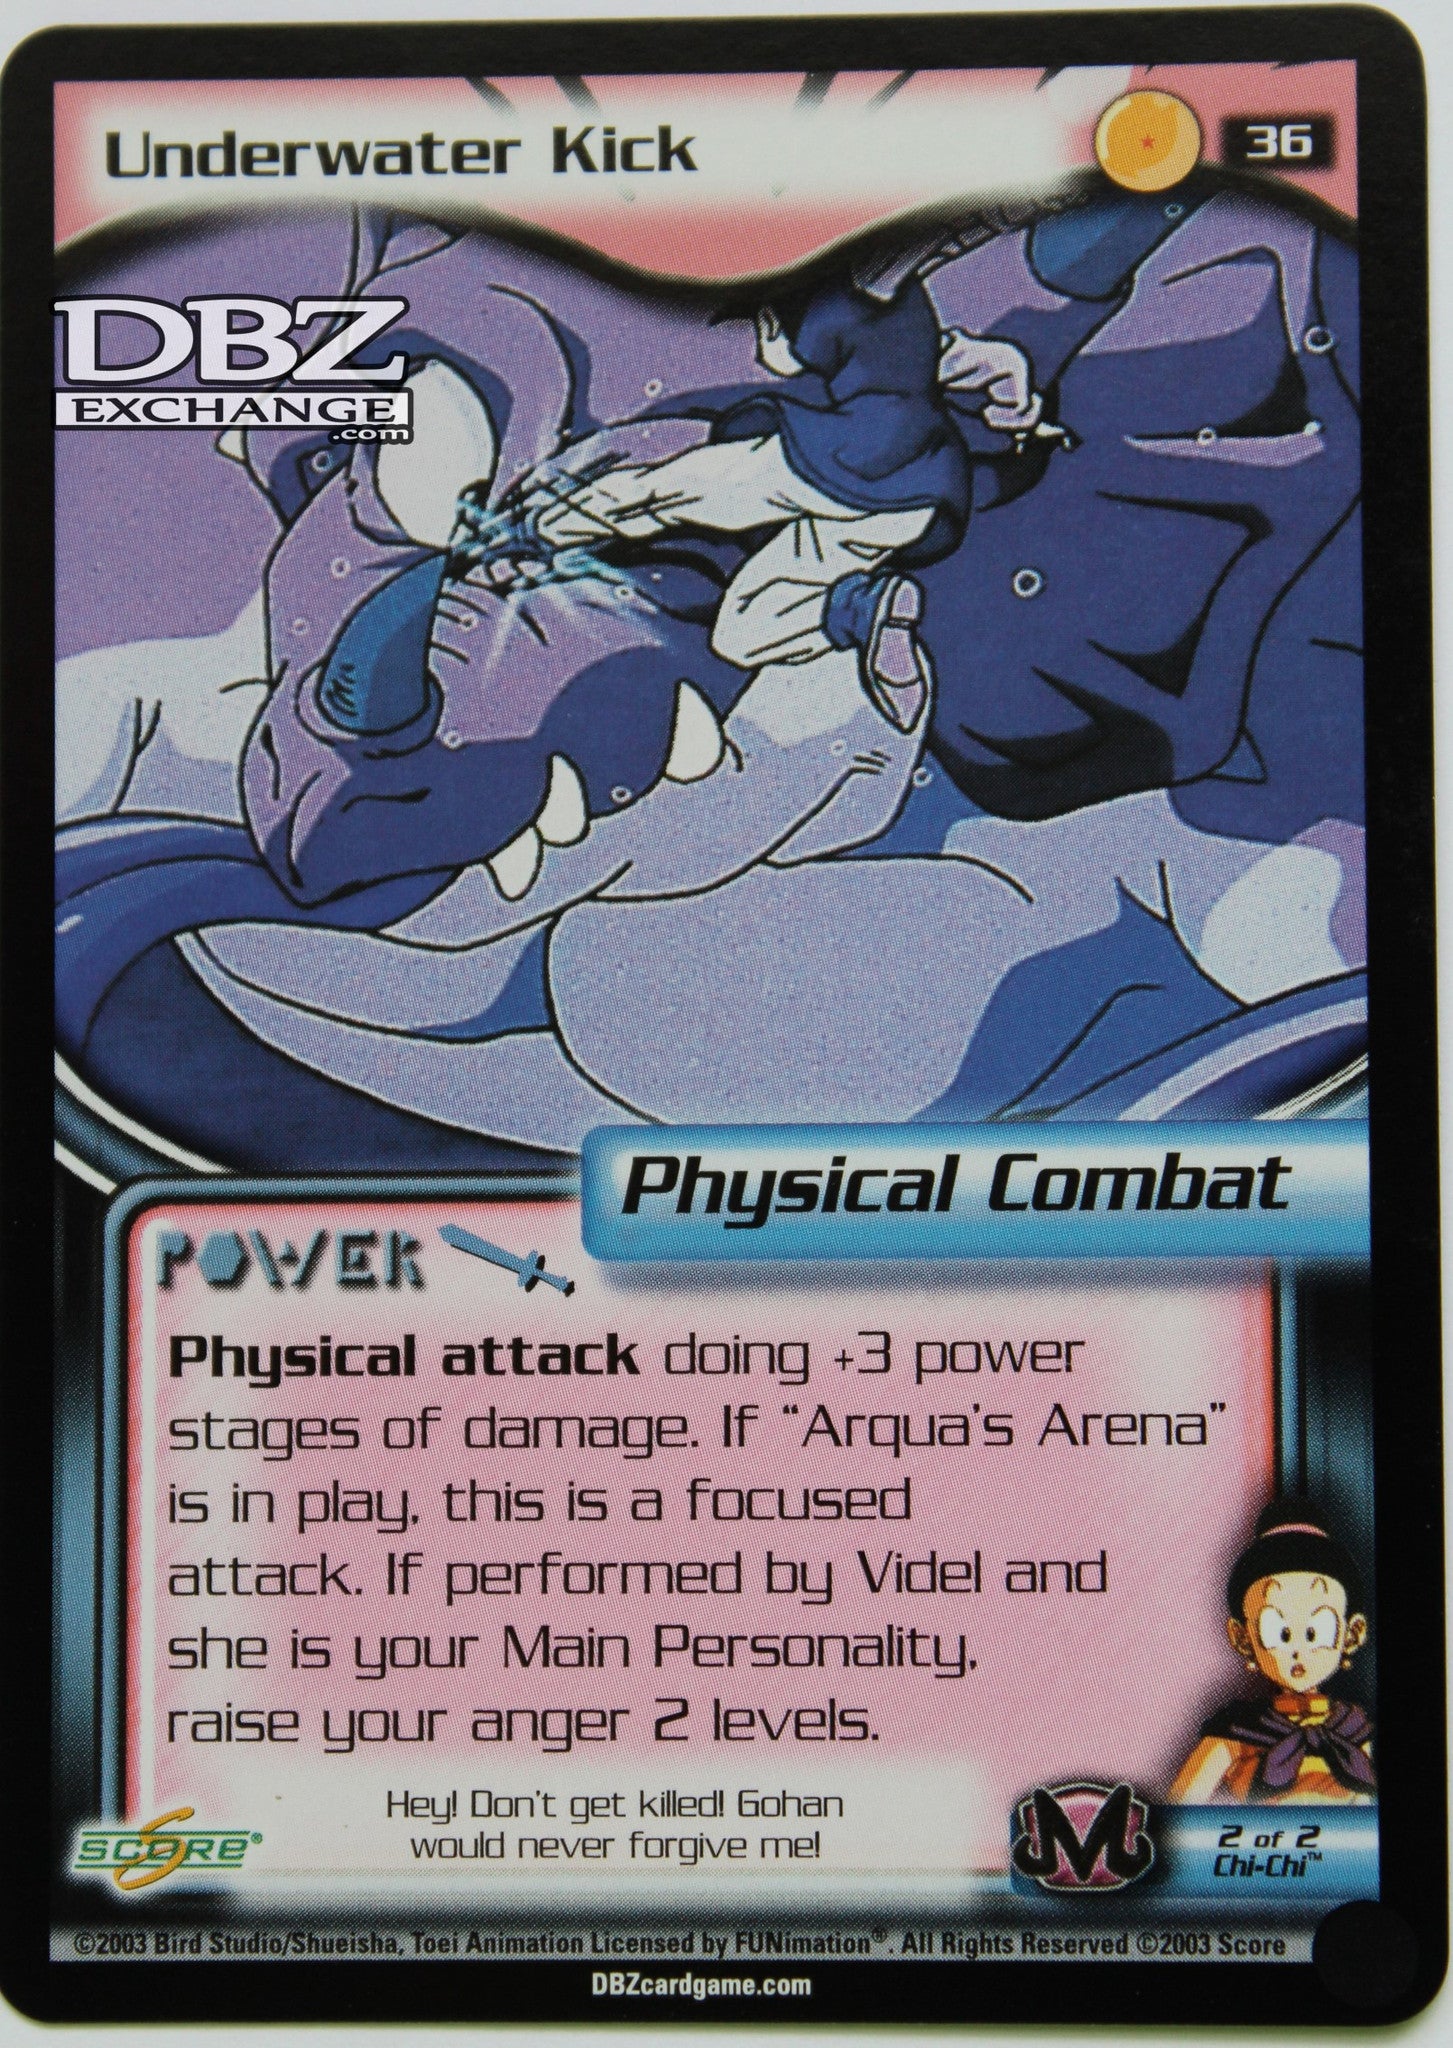 Underwater Kick
36
DBZ
EXCHANGE
.com
Physical Combat
POWER
Physical attack doing +3 power
stages of damage. If “Arqua's Arena”
is in play, this is a focused
attack. If performed by Videl and
she is your Main Personality,
raise your anger 2 levels.
Hey! Don't get killed! Gohan
would never forgive me!
SCORE®
M
2 of 2
Chi-Chi™
©2003 Bird Studio/Shueisha, Toei Animation Licensed by FUNimation®. All Rights Reserved ©2003 Score
DBZcardgame.com